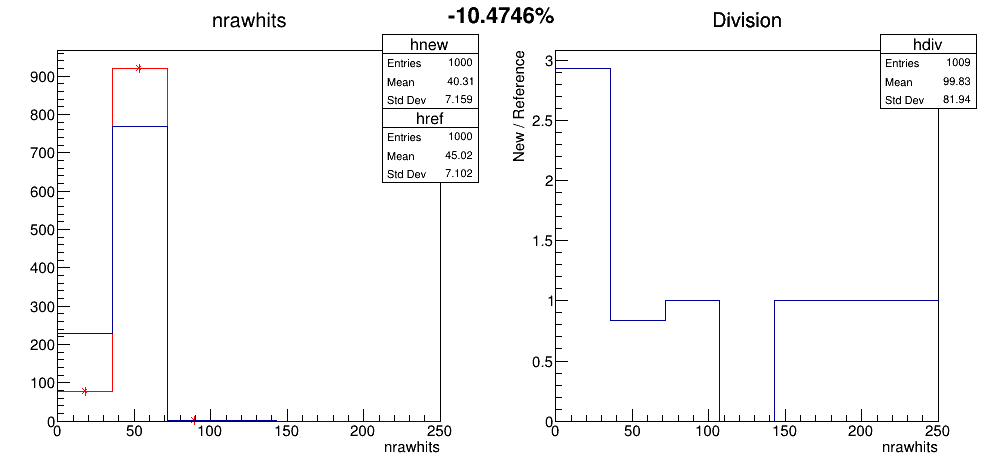 -10.4746%
nrawhits
hnew
Entries 1000
Mean 40.31
Std Dev 7.159
href
Entries 1000
Mean 45.02
Std Dev 7.102
900
800
700
600
500
400
300
200
100
0
0 50 100 150 200 250
nrawhits
Division
hdiv
Entries 1009
Mean 99.83
Std Dev 81.94
New / Reference
3
2.5
2
1.5
1
0.5
0
0 50 100 150 200 250
nrawhits